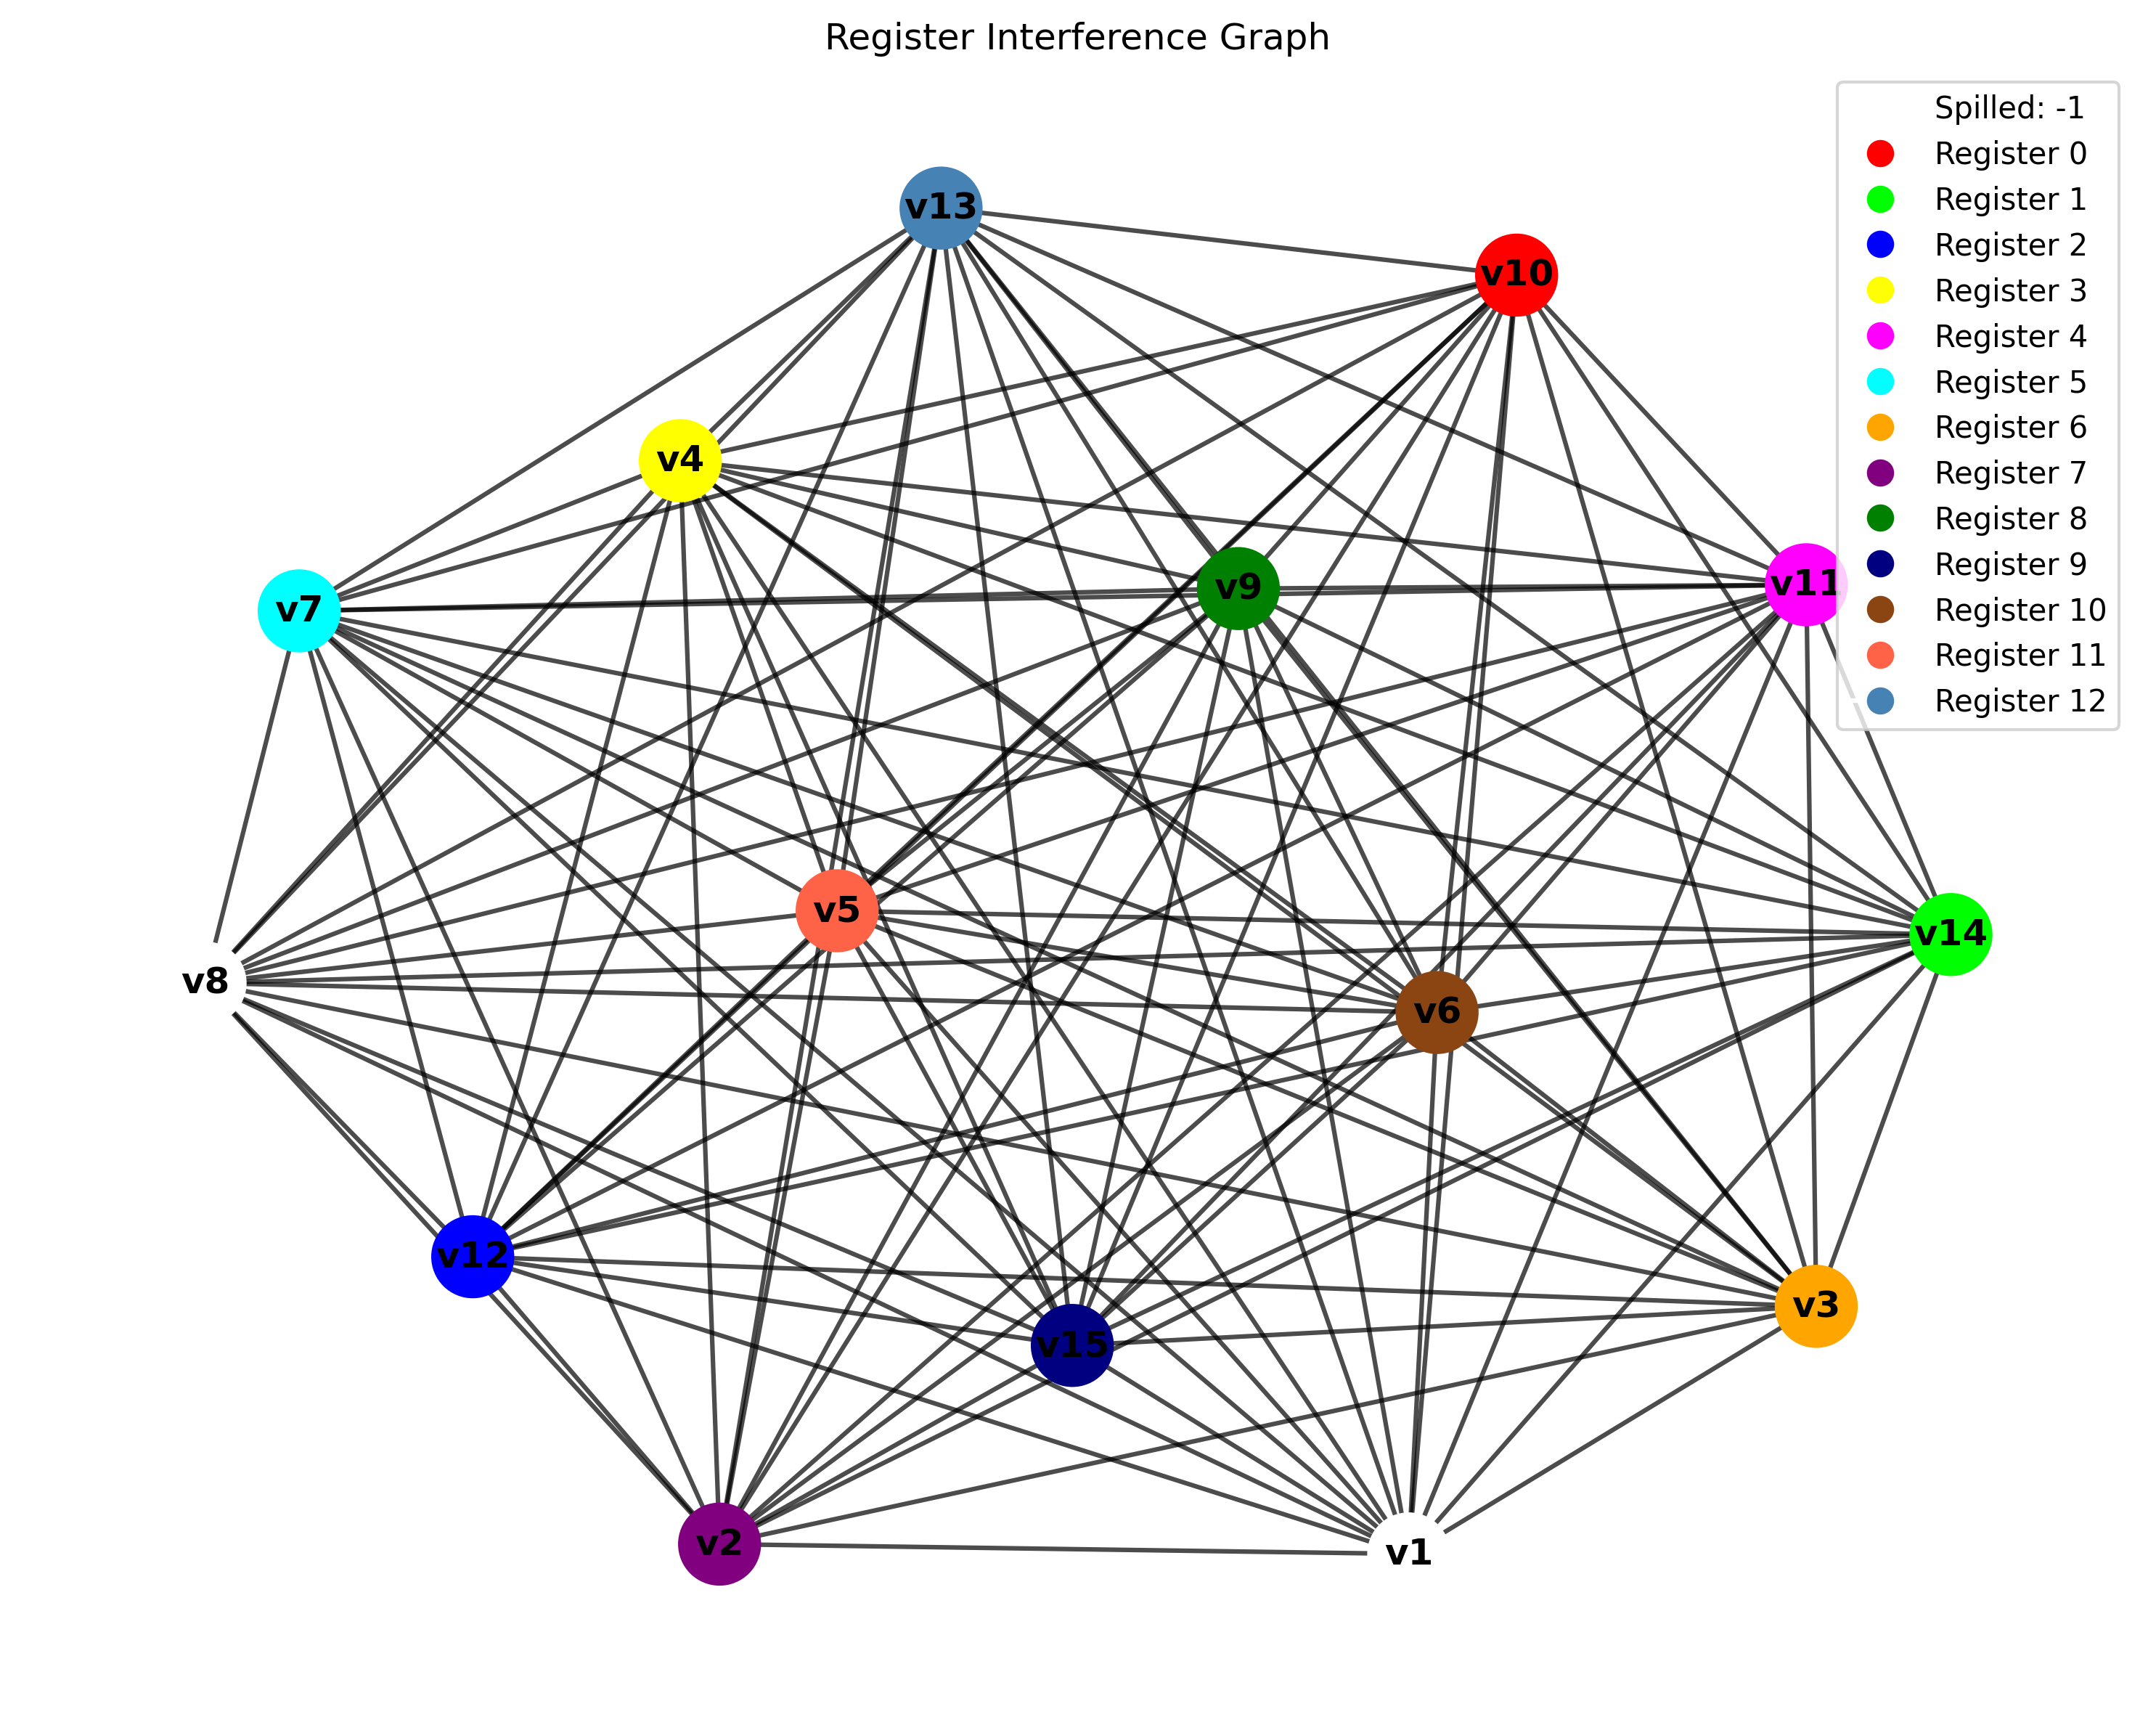 Register Interference Graph
Spilled: -1
Register 0
Register 1
Register 2
Register 3
Register 4
Register 5
Register 6
Register 7
Register 8
Register 9
Register 10
Register 11
Register 12
v13
v10
v4
v9
v11
v7
v5
v14
v8
v6
v12
v3
v15
v2
v1